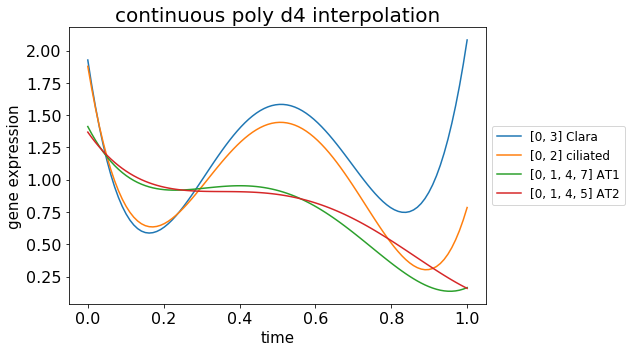 continuous poly d4 interpolation
gene expression
2.00
1.75
1.50
1.25
1.00
0.75
0.50
0.25
0.0 0.2 0.4 0.6 0.8 1.0
time
[0, 3] Clara
[0, 2] ciliated
[0, 1, 4, 7] AT1
[0, 1, 4, 5] AT2